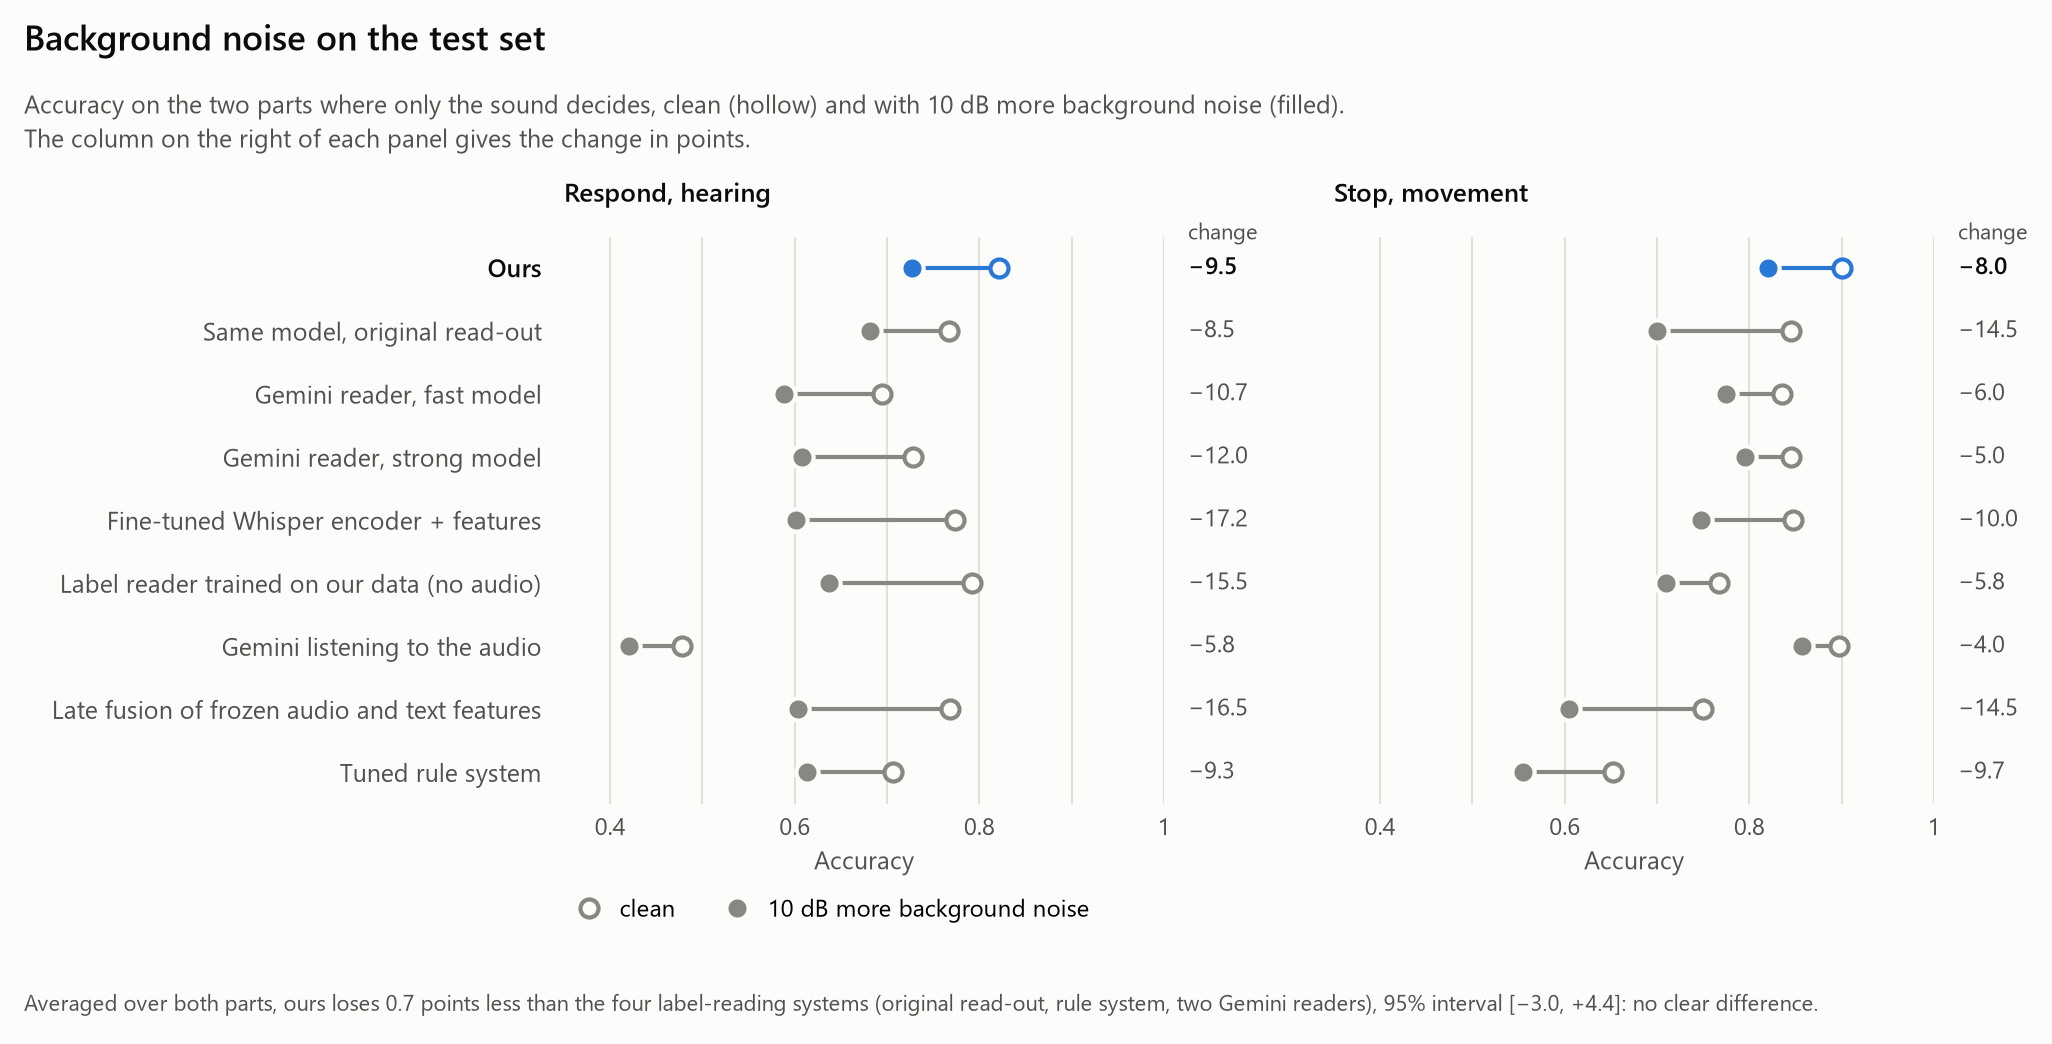 Background noise on the test set
Accuracy on the two parts where only the sound decides, clean (hollow) and with 10 dB more background noise (filled).
The column on the right of each panel gives the change in points.
Respond, hearing
Stop, movement
change
change
Ours −9.5 −8.0
Same model, original read-out −8.5 −14.5
Gemini reader, fast model −10.7 −6.0
Gemini reader, strong model −12.0 −5.0
Fine-tuned Whisper encoder + features −17.2 −10.0
Label reader trained on our data (no audio) −15.5 −5.8
Gemini listening to the audio −5.8 −4.0
Late fusion of frozen audio and text features −16.5 −14.5
Tuned rule system −9.3 −9.7
0.4 0.6 0.8 1 0.4 0.6 0.8 1
Accuracy Accuracy
clean 10 dB more background noise
Averaged over both parts, ours loses 0.7 points less than the four label-reading systems (original read-out, rule system, two Gemini readers), 95% interval [−3.0, +4.4]: no clear difference.